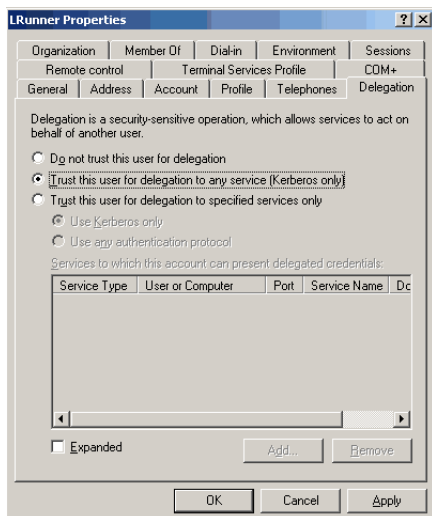 LRunner Properties
Organization Member Of Dial-in Environment Sessions
Remote control Terminal Services Profile COM+
General Address Account Profile Telephones Delegation
Delegation is a security-sensitive operation, which allows services to act on
behalf of another user.
Do not trust this user for delegation
Trust this user for delegation to any service (Kerberos only)
Trust this user for delegation to specified services only
Use Kerberos only
Use any authentication protocol
Services to which this account can present delegated credentials:
Service Type User or Computer Port Service Name Dc
Expanded Add... Remove
OK Cancel Apply